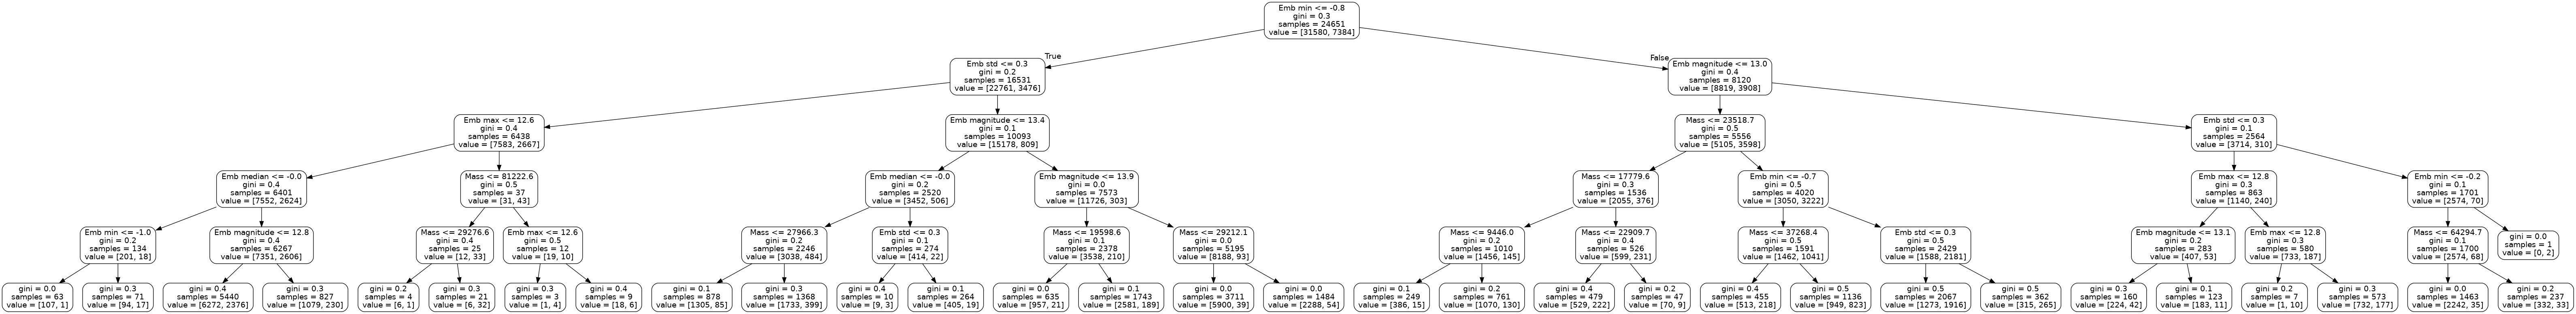 Emb min <= -0.8
gini = 0.3
samples = 24651
value = [31580, 7384]
True
False
Emb std <= 0.3
gini = 0.2
samples = 16531
value = [22761, 3476]
Emb magnitude <= 13.0
gini = 0.4
samples = 8120
value = [8819, 3908]
Emb max <= 12.6
gini = 0.4
samples = 6438
value = [7583, 2667]
Emb magnitude <= 13.4
gini = 0.1
samples = 10093
value = [15178, 809]
Mass <= 23518.7
gini = 0.5
samples = 5556
value = [5105, 3598]
Emb std <= 0.3
gini = 0.1
samples = 2564
value = [3714, 310]
Emb median <= -0.0
gini = 0.4
samples = 6401
value = [7552, 2624]
Mass <= 81222.6
gini = 0.5
samples = 37
value = [31, 43]
Emb median <= -0.0
gini = 0.2
samples = 2520
value = [3452, 506]
Emb magnitude <= 13.9
gini = 0.0
samples = 7573
value = [11726, 303]
Mass <= 17779.6
gini = 0.3
samples = 1536
value = [2055, 376]
Emb min <= -0.7
gini = 0.5
samples = 4020
value = [3050, 3222]
Emb max <= 12.8
gini = 0.3
samples = 863
value = [1140, 240]
Emb min <= -0.2
gini = 0.1
samples = 1701
value = [2574, 70]
Emb min <= -1.0
gini = 0.2
samples = 134
value = [201, 18]
Emb magnitude <= 12.8
gini = 0.4
samples = 6267
value = [7351, 2606]
Mass <= 29276.6
gini = 0.4
samples = 25
value = [12, 33]
Emb max <= 12.6
gini = 0.5
samples = 12
value = [19, 10]
Mass <= 27966.3
gini = 0.2
samples = 2246
value = [3038, 484]
Emb std <= 0.3
gini = 0.1
samples = 274
value = [414, 22]
Mass <= 19598.6
gini = 0.1
samples = 2378
value = [3538, 210]
Mass <= 29212.1
gini = 0.0
samples = 5195
value = [8188, 93]
Mass <= 9446.0
gini = 0.2
samples = 1010
value = [1456, 145]
Mass <= 22909.7
gini = 0.4
samples = 526
value = [599, 231]
Mass <= 37268.4
gini = 0.5
samples = 1591
value = [1462, 1041]
Emb std <= 0.3
gini = 0.5
samples = 2429
value = [1588, 2181]
Emb magnitude <= 13.1
gini = 0.2
samples = 283
value = [407, 53]
Emb max <= 12.8
gini = 0.3
samples = 580
value = [733, 187]
Mass <= 64294.7
gini = 0.1
samples = 1700
value = [2574, 68]
gini = 0.0
samples = 1
value = [0, 2]
gini = 0.0
samples = 63
value = [107, 1]
gini = 0.3
samples = 71
value = [94, 17]
gini = 0.4
samples = 5440
value = [6272, 2376]
gini = 0.3
samples = 827
value = [1079, 230]
gini = 0.2
samples = 4
value = [6, 1]
gini = 0.3
samples = 21
value = [6, 32]
gini = 0.3
samples = 3
value = [1, 4]
gini = 0.4
samples = 9
value = [18, 6]
gini = 0.1
samples = 878
value = [1305, 85]
gini = 0.3
samples = 1368
value = [1733, 399]
gini = 0.4
samples = 10
value = [9, 3]
gini = 0.1
samples = 264
value = [405, 19]
gini = 0.0
samples = 635
value = [957, 21]
gini = 0.1
samples = 1743
value = [2581, 189]
gini = 0.0
samples = 3711
value = [5900, 39]
gini = 0.0
samples = 1484
value = [2288, 54]
gini = 0.1
samples = 249
value = [386, 15]
gini = 0.2
samples = 761
value = [1070, 130]
gini = 0.4
samples = 479
value = [529, 222]
gini = 0.2
samples = 47
value = [70, 9]
gini = 0.4
samples = 455
value = [513, 218]
gini = 0.5
samples = 1136
value = [949, 823]
gini = 0.5
samples = 2067
value = [1273, 1916]
gini = 0.5
samples = 362
value = [315, 265]
gini = 0.3
samples = 160
value = [224, 42]
gini = 0.1
samples = 123
value = [183, 11]
gini = 0.2
samples = 7
value = [1, 10]
gini = 0.3
samples = 573
value = [732, 177]
gini = 0.0
samples = 1463
value = [2242, 35]
gini = 0.2
samples = 237
value = [332, 33]